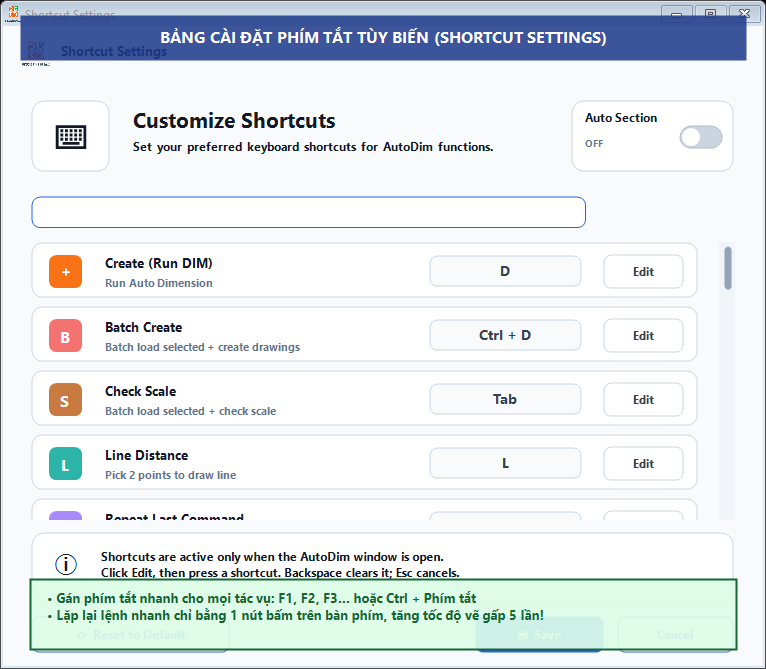 Shortcut Settings
BẢNG CÀI ĐẶT PHÍM TẮT TÙY BIẾN (SHORTCUT SETTINGS)
Shortcut Settings
Customize Shortcuts
Set your preferred keyboard shortcuts for AutoDim functions.
Auto Section
OFF
+ Create (Run DIM) D Edit
Run Auto Dimension
B Batch Create Ctrl + D Edit
Batch load selected + create drawings
S Check Scale Tab Edit
Batch load selected + check scale
L Line Distance L Edit
Pick 2 points to draw line
Repeat Last Command
Shortcuts are active only when the AutoDim window is open.
Click Edit, then press a shortcut. Backspace clears it; Esc cancels.
• Gán phím tắt nhanh cho mọi tác vụ: F1, F2, F3... hoặc Ctrl + Phím tắt
• Lặp lại lệnh nhanh chỉ bằng 1 nút bấm trên bàn phím, tăng tốc độ vẽ gấp 5 lần!
Reset to Default Save Cancel